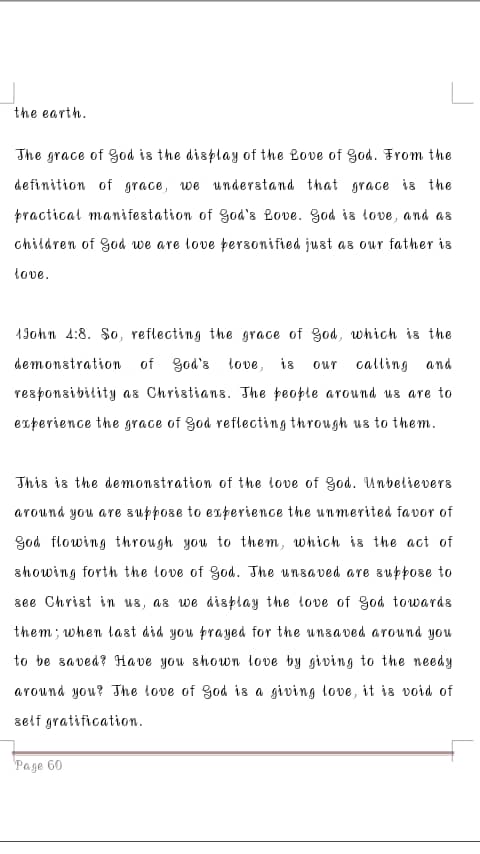 the earth.
The grace of God is the display of the Love of God. From the
definition of grace, we understand that grace is the
practical manifestation of God's Love. God is love, and as
children of God we are love personified just as our father is
love.
1John 4:8. So, reflecting the grace of God, which is the
demonstration of God's love, is our calling and
responsibility as Christians. The people around us are to
experience the grace of God reflecting through us to them.
This is the demonstration of the love of God. Unbelievers
around you are suppose to experience the unmerited favor of
God flowing through you to them, which is the act of
showing forth the love of God. The unsaved are suppose to
see Christ in us, as we display the love of God towards
them; when last did you prayed for the unsaved around you
to be saved? Have you shown love by giving to the needy
around you? The love of God is a giving love, it is void of
self gratification.
Page 60